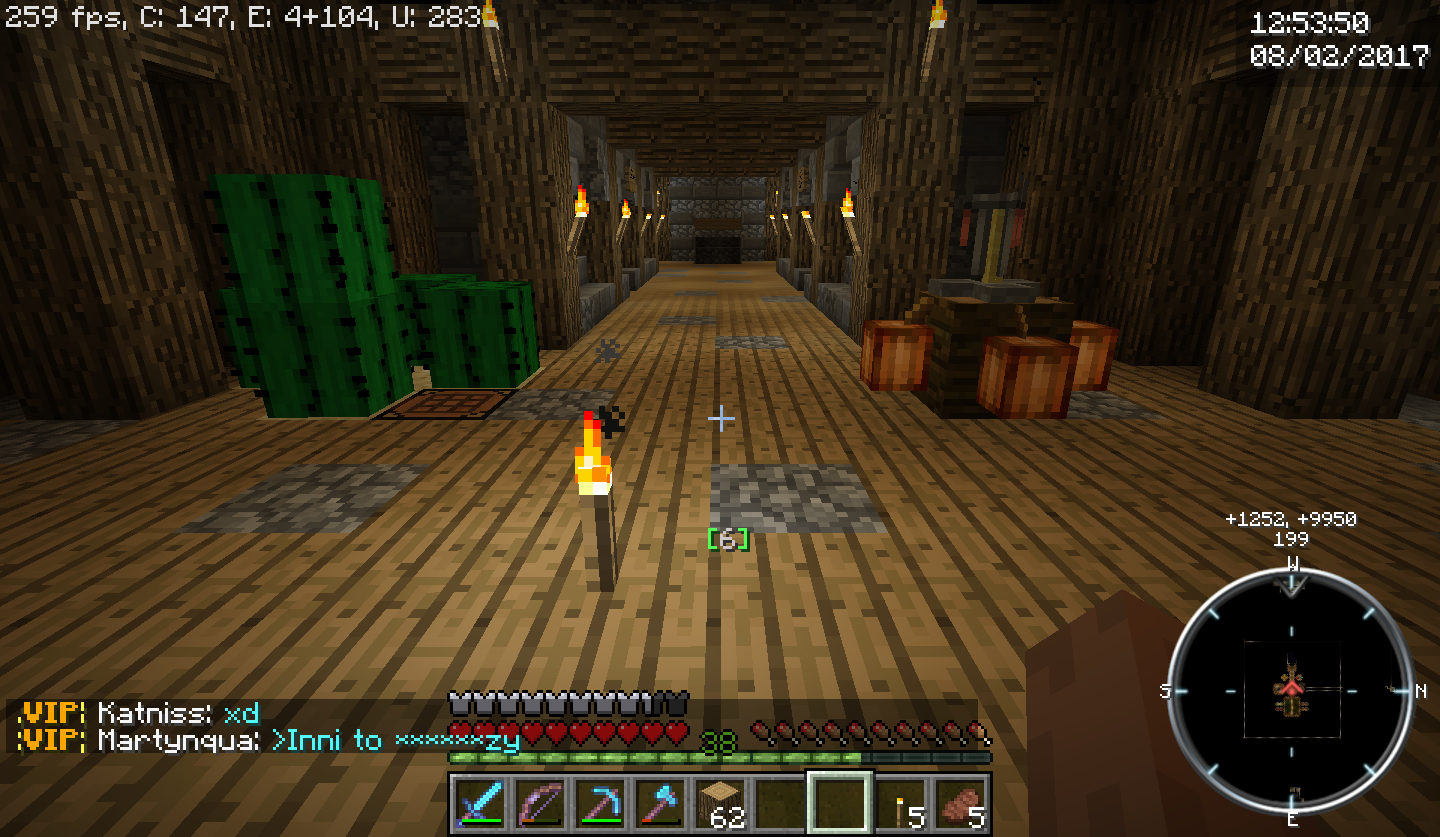 259 fps, C: 147, E: 4+104, U: 283
12:53:50
08/02/2017
[6]
+1252, +9950
199
W
S
N
E
[VIP] Katniss: xd
[VIP] Martynqua: >Inni to ××××××zy
38
62
5
5